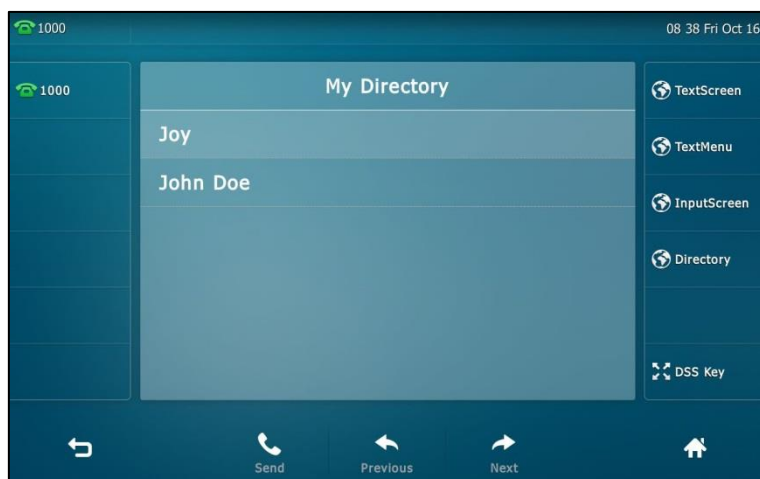 1000
08 38 Fri Oct 16
1000
My Directory
Joy
John Doe
TextScreen
TextMenu
InputScreen
Directory
DSS Key
Send
Previous
Next